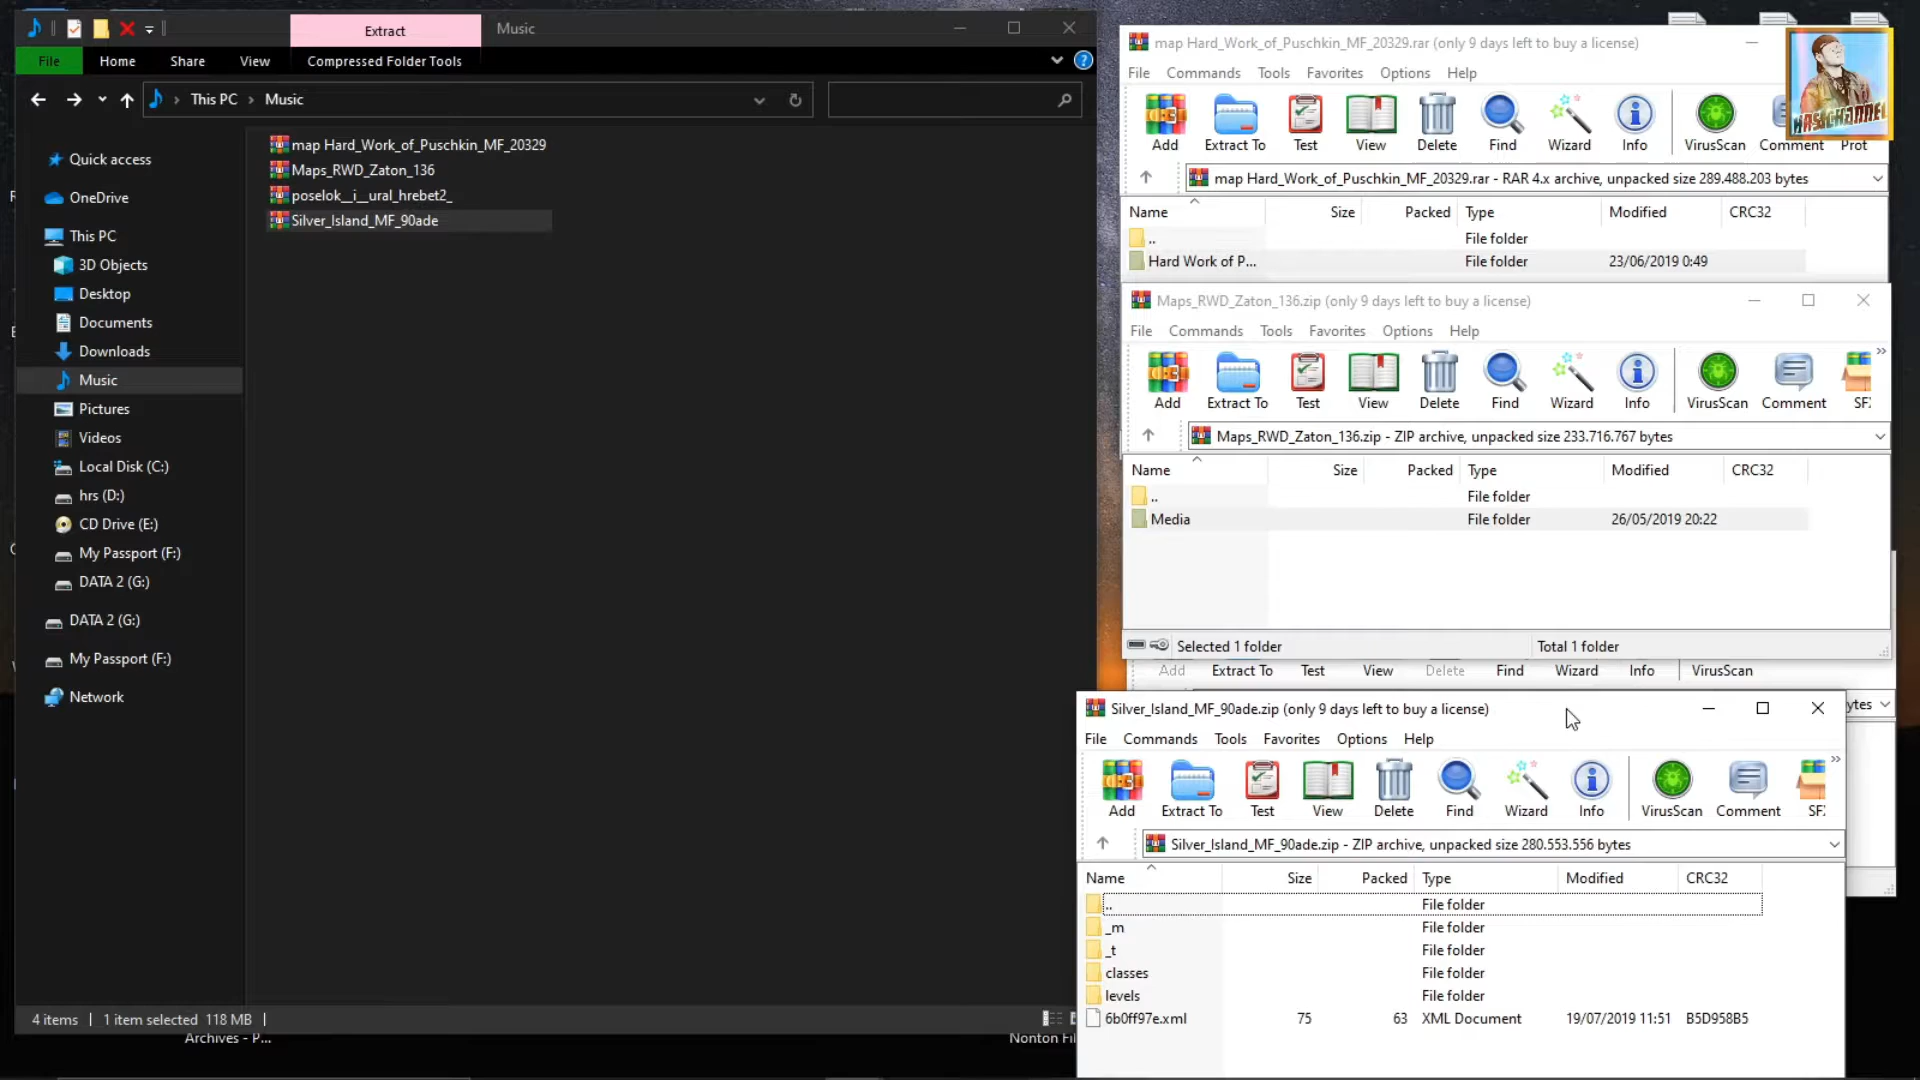 Extract
Music
File
Home
Share
View
Compressed Folder Tools
This PC
Music
Quick access
OneDrive
This PC
3D Objects
Desktop
Documents
Downloads
Music
Pictures
Videos
Local Disk (C:)
hrs (D:)
CD Drive (E:)
My Passport (F:)
DATA 2 (G:)
DATA 2 (G:)
My Passport (F:)
Network
map Hard_Work_of_Puschkin_MF_20329
Maps_RWD_Zaton_136
poselok__i__ural_hrebet2_
Silver_Island_MF_90ade
4 items
1 item selected 118 MB
Archives - P...
Nonton Fil
map Hard_Work_of_Puschkin_MF_20329.rar (only 9 days left to buy a license)
File Commands Tools Favorites Options Help
Add Extract To Test View Delete Find Wizard Info VirusScan Comment Prot
map Hard_Work_of_Puschkin_MF_20329.rar - RAR 4.x archive, unpacked size 289.488.203 bytes
Name Size Packed Type Modified CRC32
.. File folder
Hard Work of P... File folder 23/06/2019 0:49
Maps_RWD_Zaton_136.zip (only 9 days left to buy a license)
File Commands Tools Favorites Options Help
Add Extract To Test View Delete Find Wizard Info VirusScan Comment SF
Maps_RWD_Zaton_136.zip - ZIP archive, unpacked size 233.716.767 bytes
Name Size Packed Type Modified CRC32
.. File folder
Media File folder 26/05/2019 20:22
Selected 1 folder Total 1 folder
Add Extract To Test View Delete Find Wizard Info VirusScan
ytes
Silver_Island_MF_90ade.zip (only 9 days left to buy a license)
File Commands Tools Favorites Options Help
Add Extract To Test View Delete Find Wizard Info VirusScan Comment SF
Silver_Island_MF_90ade.zip - ZIP archive, unpacked size 280.553.556 bytes
Name Size Packed Type Modified CRC32
.. File folder
_m File folder
_t File folder
classes File folder
levels File folder
6b0ff97e.xml 75 63 XML Document 19/07/2019 11:51 B5D958B5